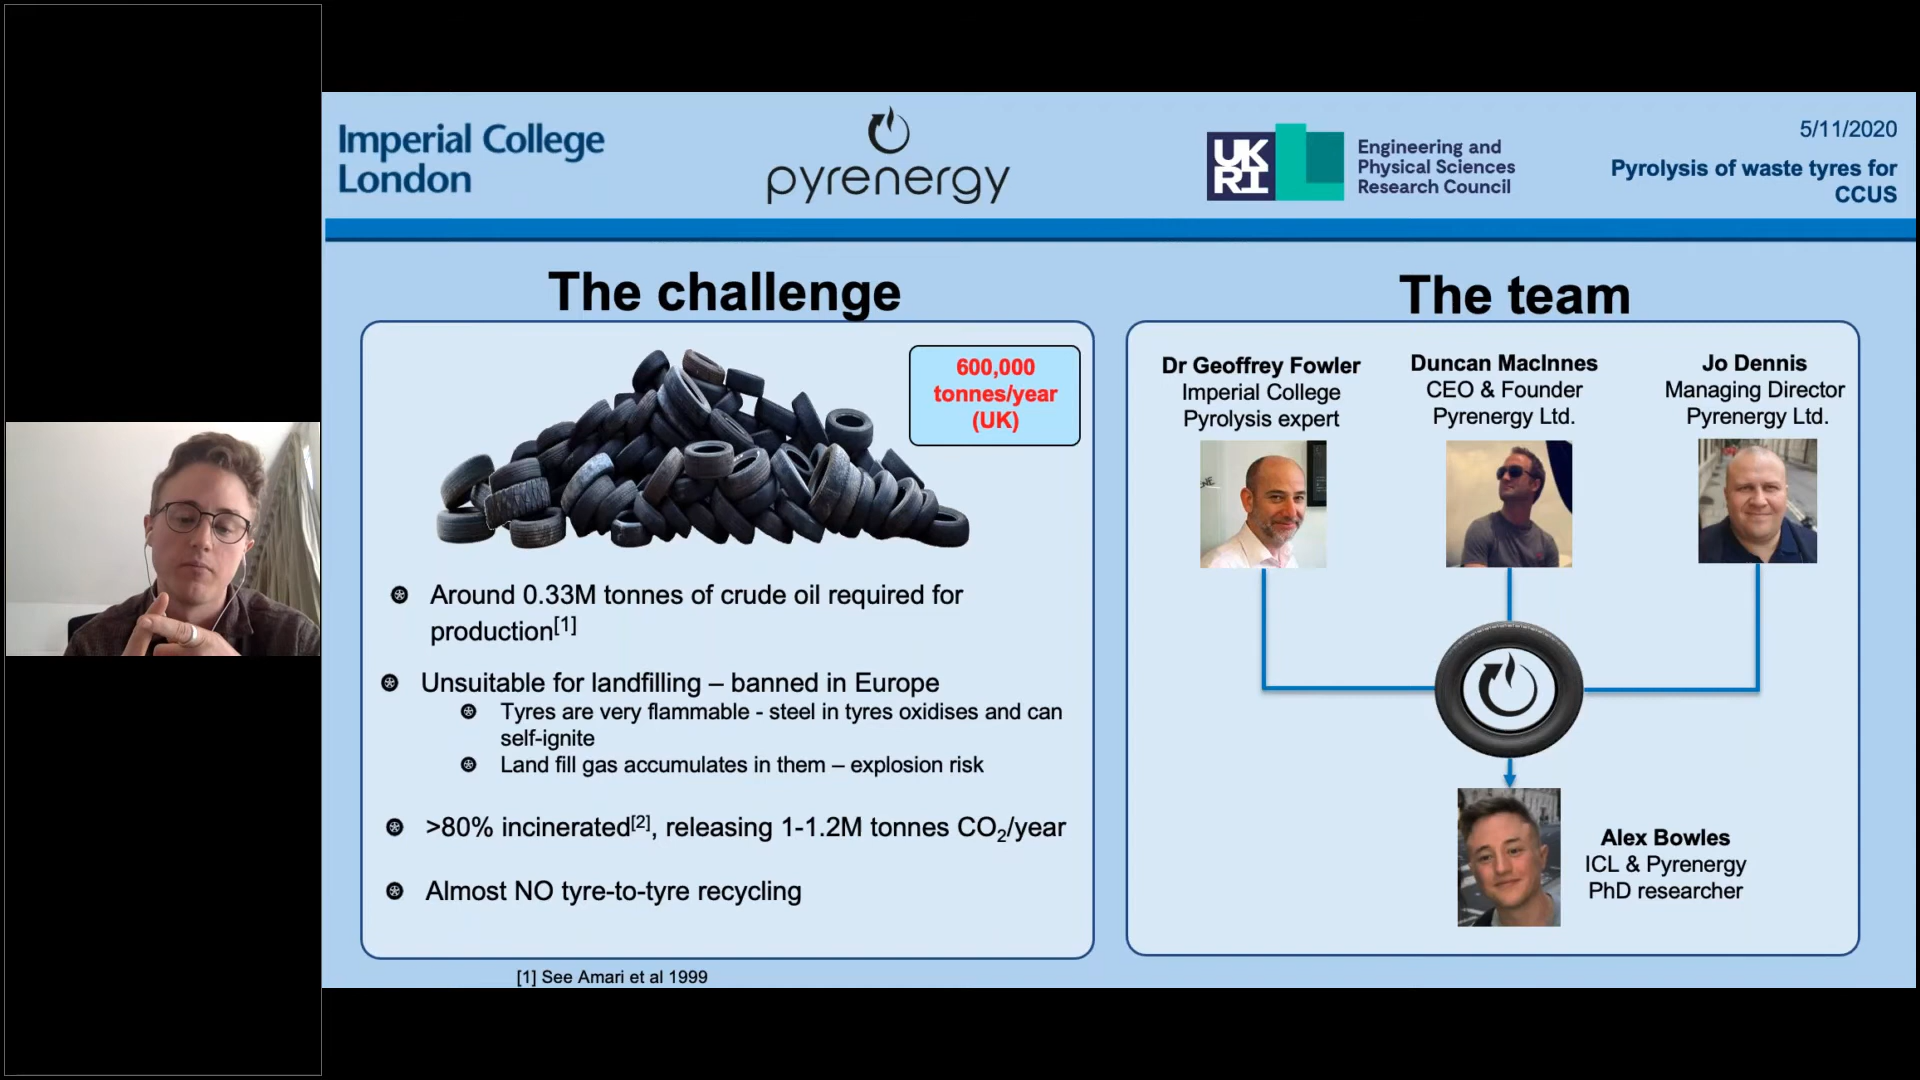 Imperial College
London
pyrenergy
UK
RI
Engineering and
Physical Sciences
Research Council
5/11/2020
Pyrolysis of waste tyres for
CCUS
The challenge
600,000
tonnes/year
(UK)
Around 0.33M tonnes of crude oil required for
production[1]
Unsuitable for landfilling – banned in Europe
Tyres are very flammable - steel in tyres oxidises and can
self-ignite
Land fill gas accumulates in them – explosion risk
>80% incinerated[2], releasing 1-1.2M tonnes CO2/year
Almost NO tyre-to-tyre recycling
[1] See Amari et al 1999
The team
Dr Geoffrey Fowler
Imperial College
Pyrolysis expert
Duncan MacInnes
CEO & Founder
Pyrenergy Ltd.
Jo Dennis
Managing Director
Pyrenergy Ltd.
Alex Bowles
ICL & Pyrenergy
PhD researcher